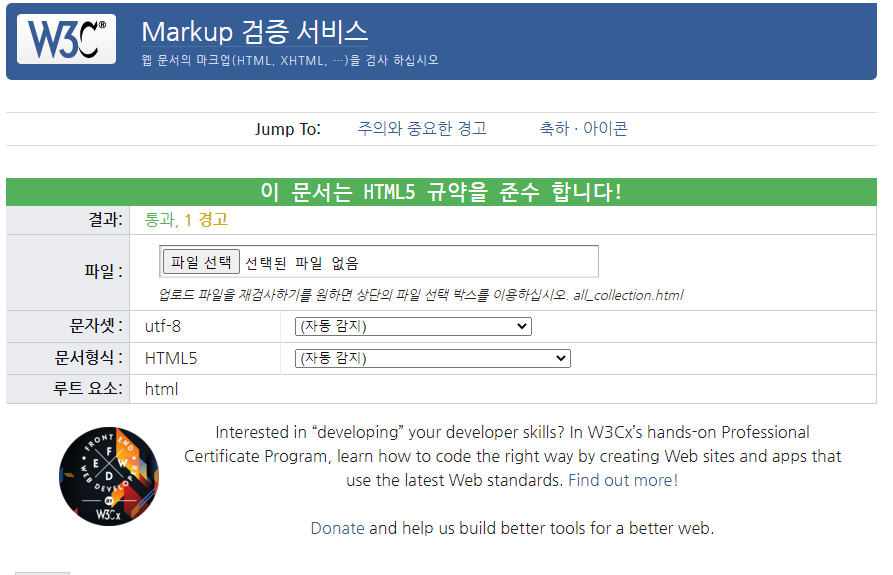 W3C®
Markup 검증 서비스
웹 문서의 마크업(HTML, XHTML, …)을 검사 하십시오
Jump To: 주의와 중요한 경고 축하 · 아이콘
이 문서는 HTML5 규약을 준수 합니다!
결과: 통과, 1 경고
파일 : 파일 선택 선택된 파일 없음
업로드 파일을 재검사하기를 원하면 상단의 파일 선택 박스를 이용하십시오. all_collection.html
문자셋 : utf-8 (자동 감지)
문서형식 : HTML5 (자동 감지)
루트 요소: html
FRONT END
WEB DEVELOPER
F E W D
BY
W3Cx
Interested in “developing” your developer skills? In W3Cx’s hands-on Professional
Certificate Program, learn how to code the right way by creating Web sites and apps that
use the latest Web standards. Find out more!
Donate and help us build better tools for a better web.